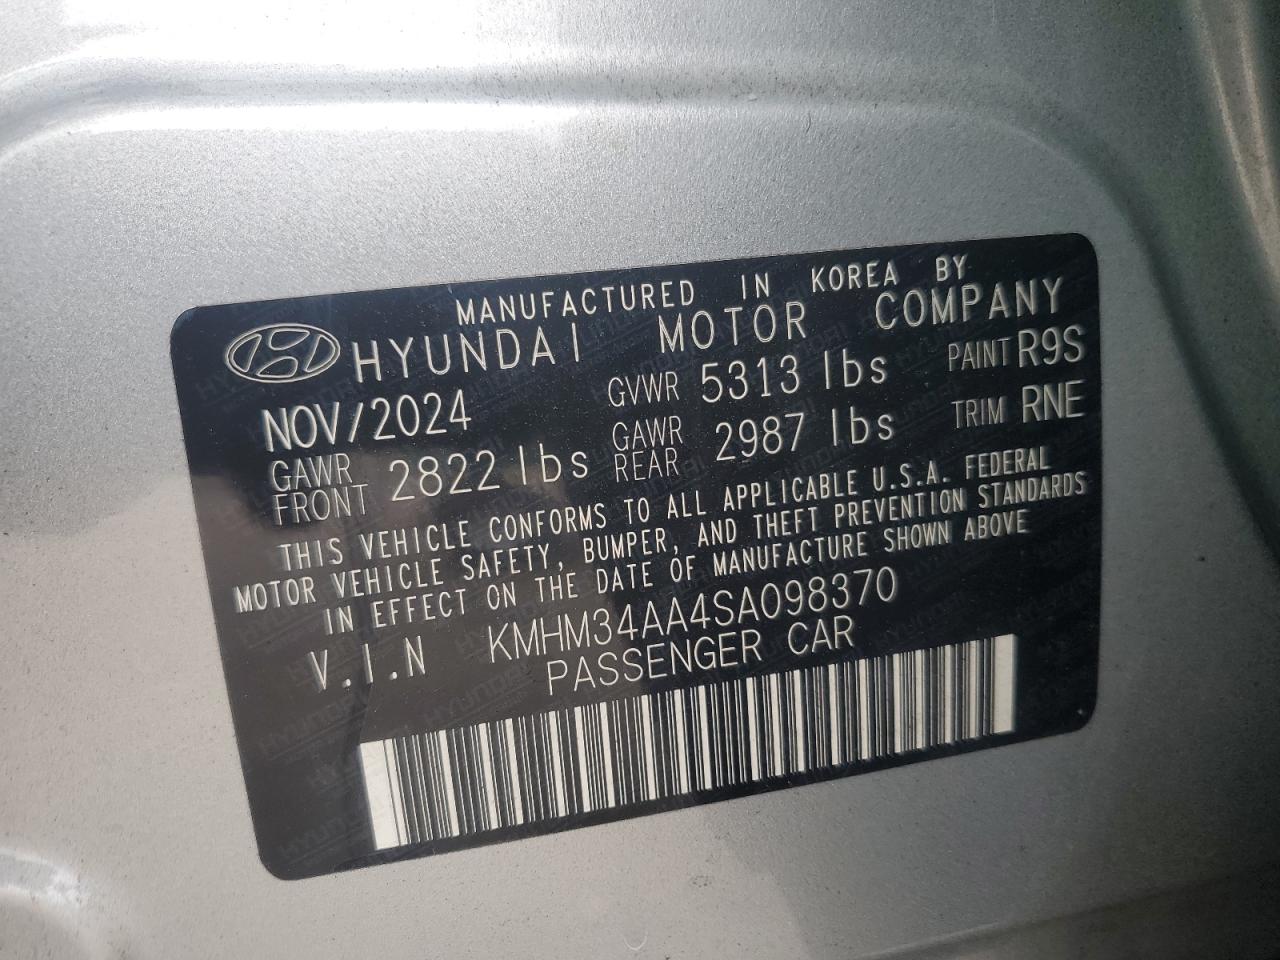 MANUFACTURED IN KOREA BY
HYUNDAI MOTOR COMPANY
NOV/2024 GVWR 5313 lbs PAINT R9S
GAWR FRONT 2822 lbs GAWR REAR 2987 lbs TRIM RNE
THIS VEHICLE CONFORMS TO ALL APPLICABLE U.S.A. FEDERAL
MOTOR VEHICLE SAFETY, BUMPER, AND THEFT PREVENTION STANDARDS
IN EFFECT ON THE DATE OF MANUFACTURE SHOWN ABOVE
V.I.N KMHM34AA4SA098370
PASSENGER CAR